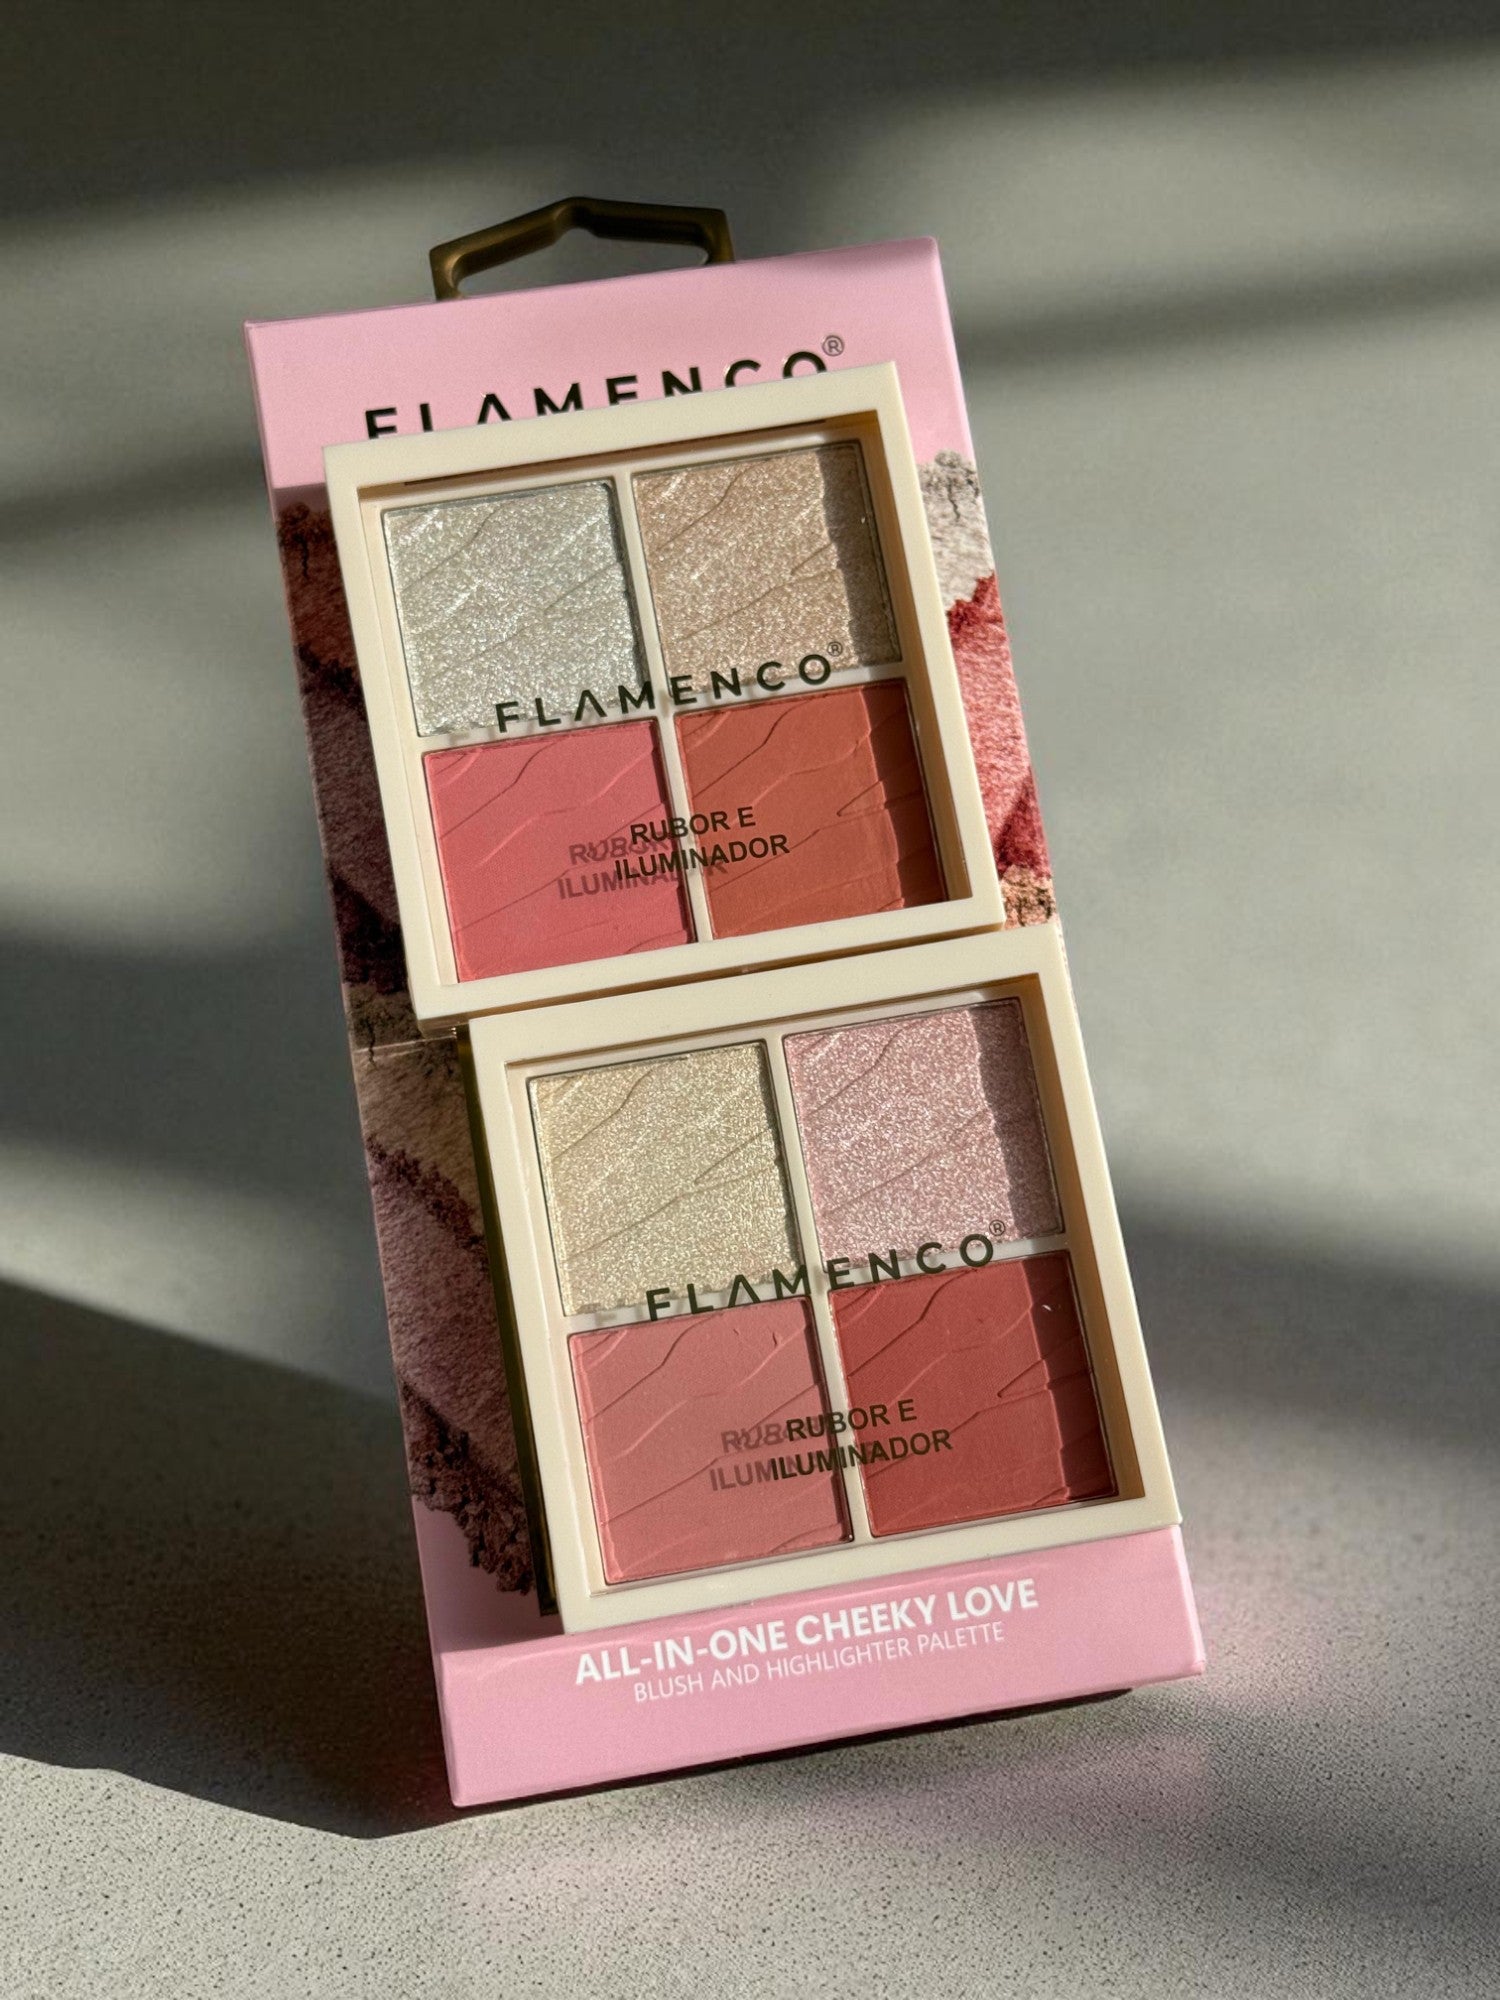 FLAMENCO®
FLAMENCO®
RUBOR E
ILUMINADOR
FLAMENCO®
RUBOR E
ILUMINADOR
ALL-IN-ONE CHEEKY LOVE
BLUSH AND HIGHLIGHTER PALETTE